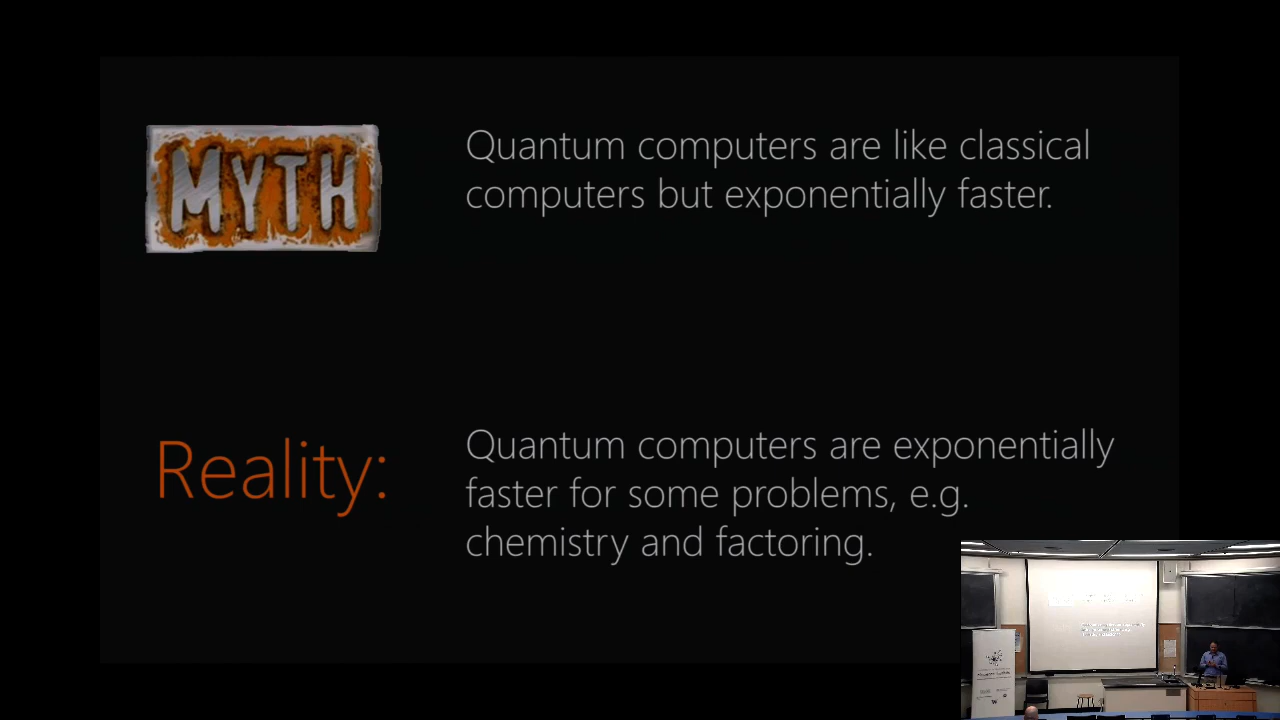 MYTH
Quantum computers are like classical
computers but exponentially faster.
Reality:
Quantum computers are exponentially
faster for some problems, e.g.
chemistry and factoring.